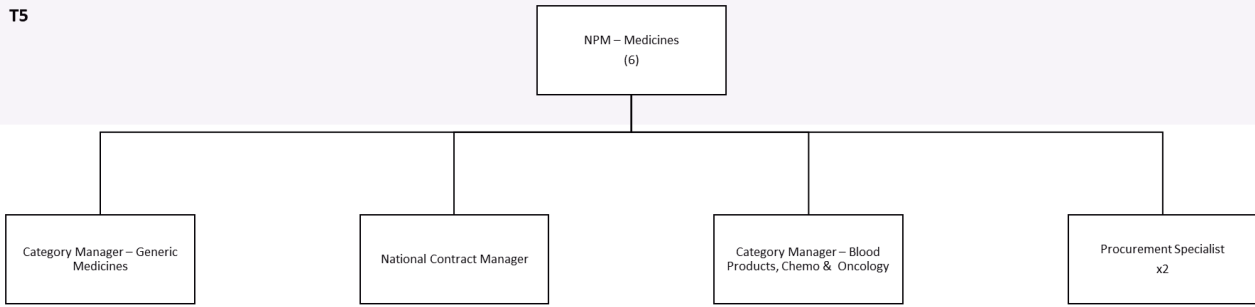 T5
NPM – Medicines
(6)
Category Manager – Generic
Medicines
National Contract Manager
Category Manager – Blood
Products, Chemo & Oncology
Procurement Specialist
x2